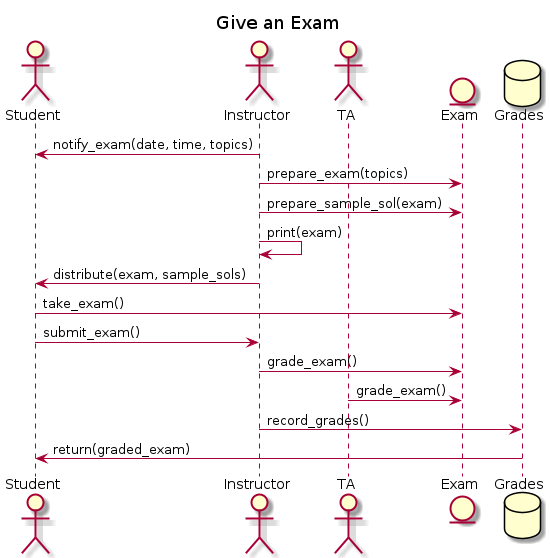 Give an Exam
Student Instructor TA Exam Grades
notify_exam(date, time, topics)
prepare_exam(topics)
prepare_sample_sol(exam)
print(exam)
distribute(exam, sample_sols)
take_exam()
submit_exam()
grade_exam()
grade_exam()
record_grades()
return(graded_exam)
Student Instructor TA Exam Grades